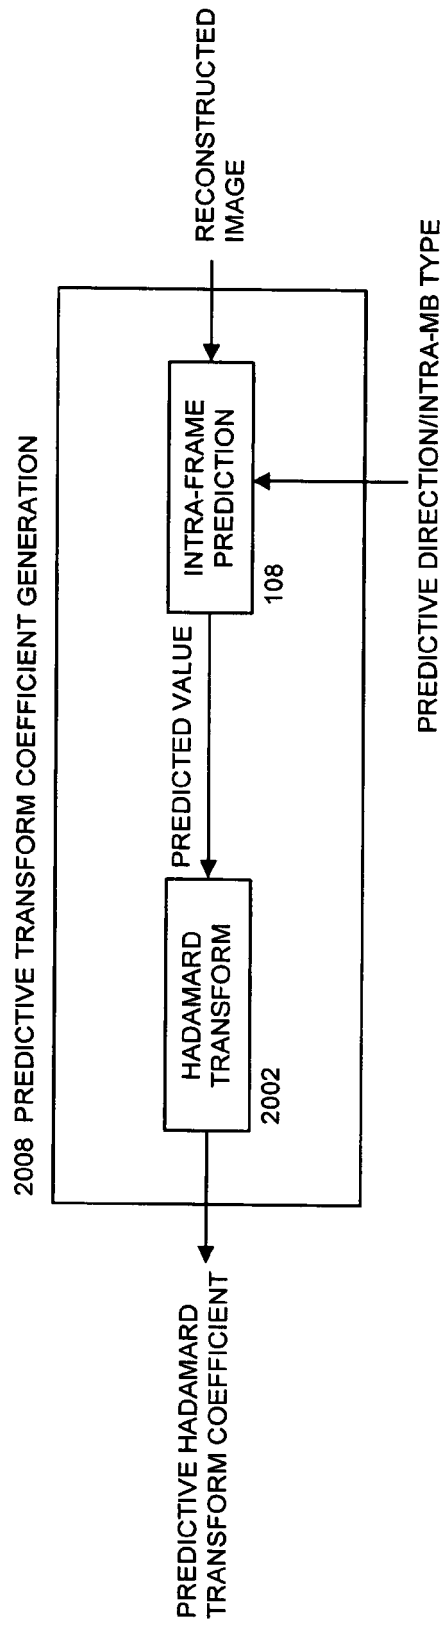 2008 PREDICTIVE TRANSFORM COEFFICIENT GENERATION
PREDICTIVE HADAMARD
TRANSFORM COEFFICIENT
HADAMARD
TRANSFORM
2002
PREDICTED VALUE
INTRA-FRAME
PREDICTION
108
RECONSTRUCTED
IMAGE
PREDICTIVE DIRECTION/INTRA-MB TYPE